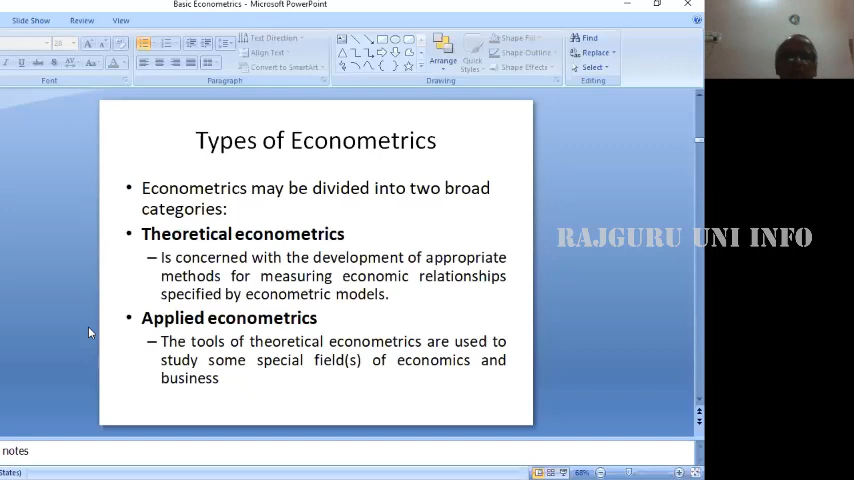 Basic Econometrics - Microsoft PowerPoint
Slide Show Review View
28
Text Direction
Align Text
Convert to SmartArt
Arrange
Quick Styles
Shape Fill
Shape Outline
Shape Effects
Find
Replace
Select
Font Paragraph Drawing Editing
Types of Econometrics
• Econometrics may be divided into two broad
categories:
• Theoretical econometrics
– Is concerned with the development of appropriate
methods for measuring economic relationships
specified by econometric models.
• Applied econometrics
– The tools of theoretical econometrics are used to
study some special field(s) of economics and
business
RAJGURU UNI INFO
notes
States)
68%